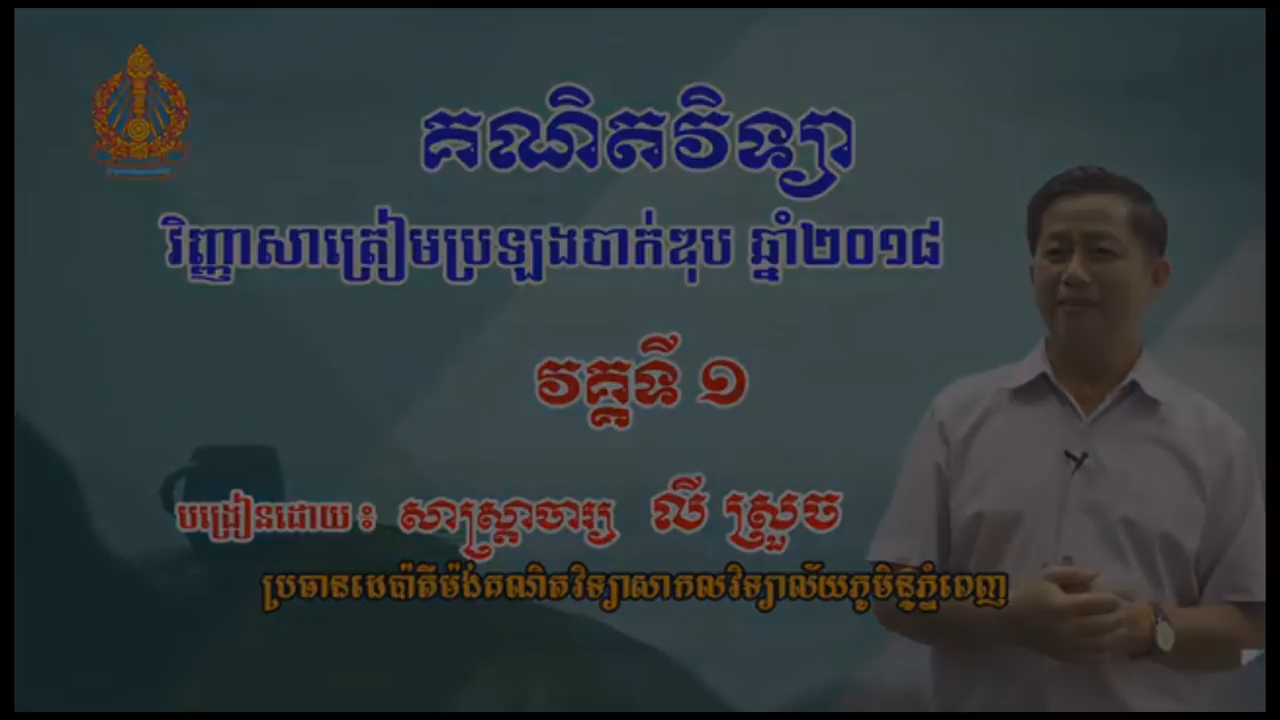 គណិតវិទ្យា
វិញ្ញាសាត្រៀមប្រឡងបាក់ឌុប ឆ្នាំ២០១៨
វគ្គទី ១
បង្រៀនដោយ ៖ សាស្ត្រាចារ្យ លី ស្រួច
ប្រធានដេប៉ាតឺម៉ង់គណិតវិទ្យាសាកលវិទ្យាល័យភូមិន្ទភ្នំពេញ